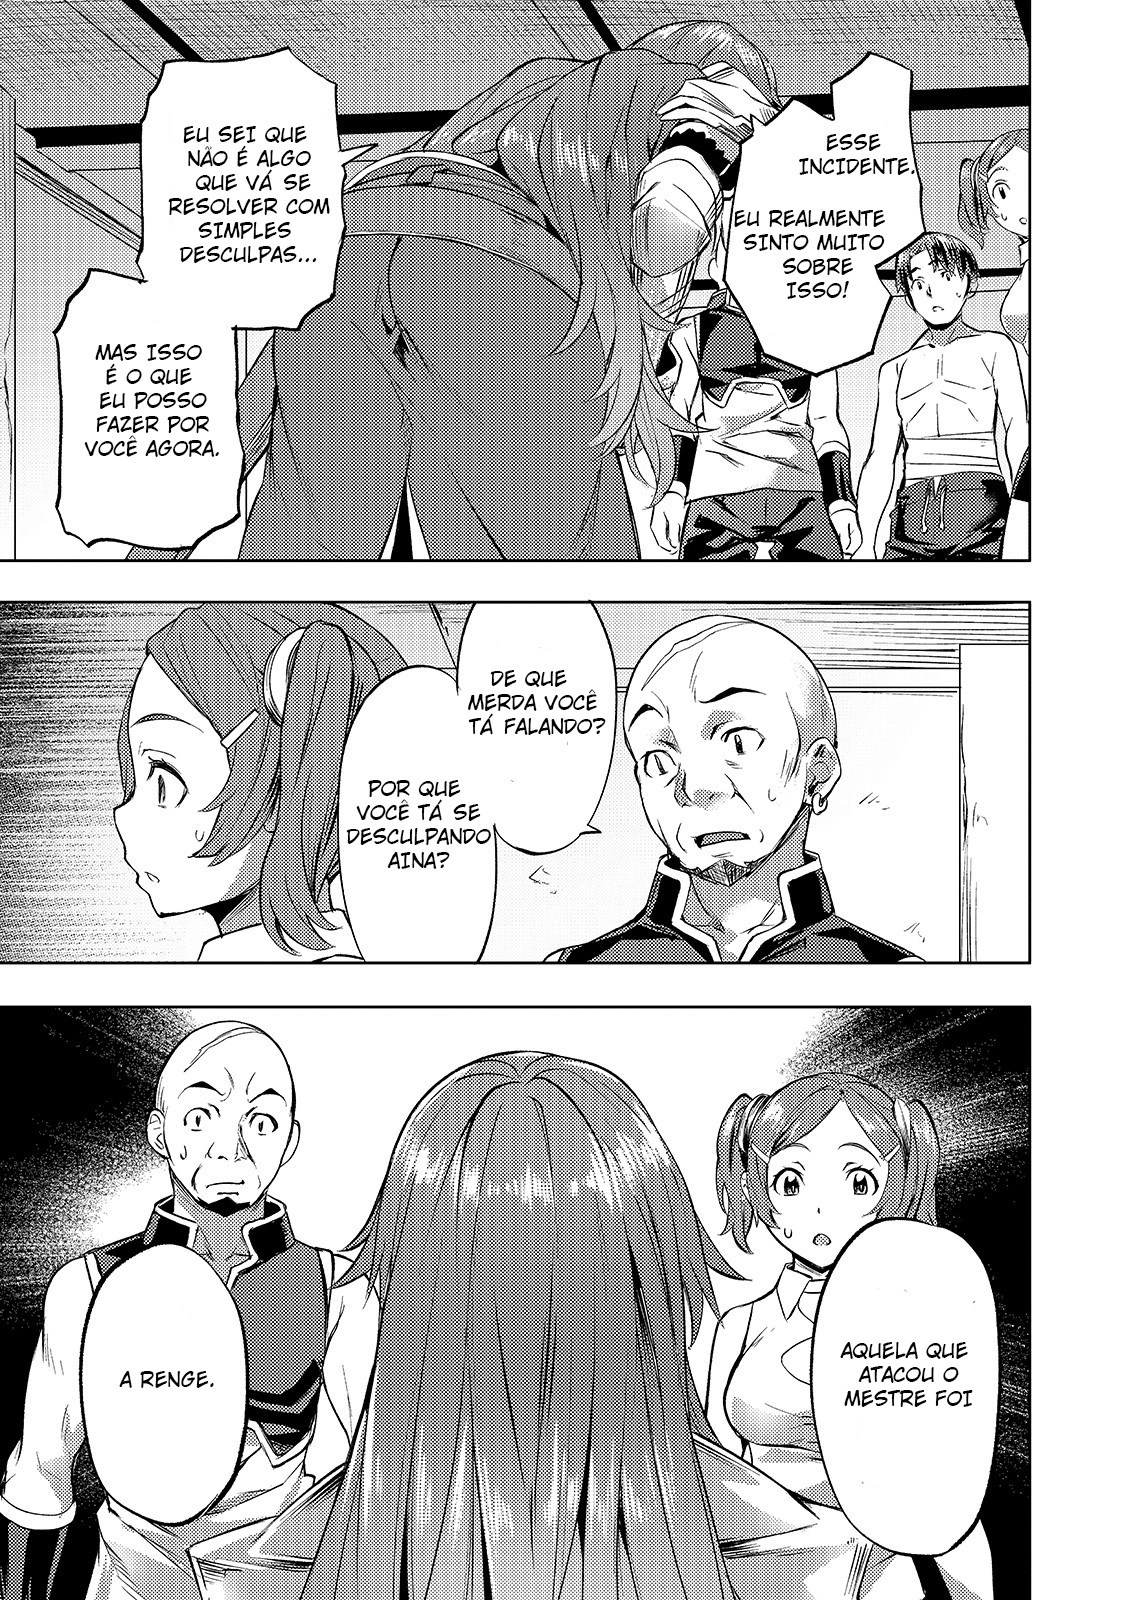 ESSE
INCIDENTE.
EU REALMENTE
SINTO MUITO
SOBRE
ISSO!
EU SEI QUE
NÃO É ALGO
QUE VÁ SE
RESOLVER COM
SIMPLES
DESCULPAS...
MAS ISSO
É O QUE
EU POSSO
FAZER POR
VOCÊ AGORA.
DE QUE
MERDA VOCÊ
TÁ FALANDO?
POR QUE
VOCÊ TÁ SE
DESCULPANDO
AINA?
AQUELA QUE
ATACOU O
MESTRE FOI
A RENGE.